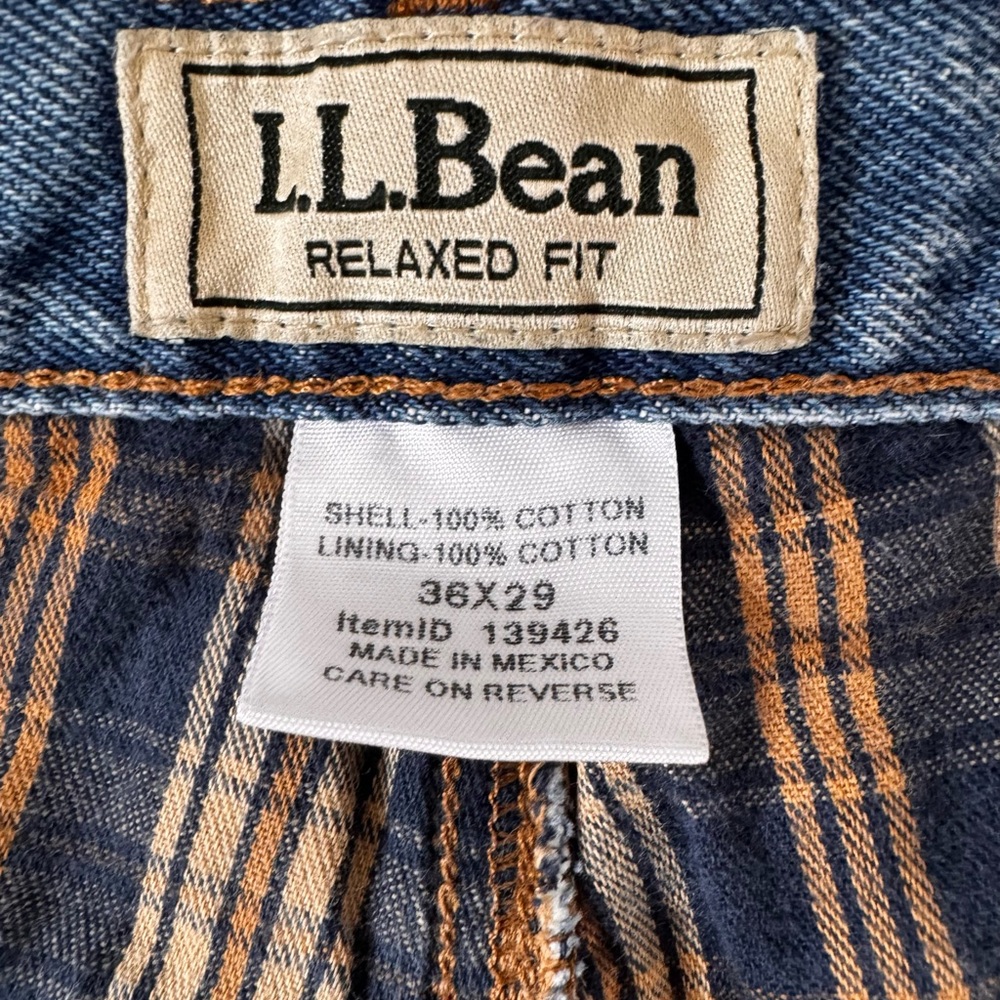 L.L.Bean
RELAXED FIT
SHELL-100% COTTON
LINING-100% COTTON
36X29
ItemID 139426
MADE IN MEXICO
CARE ON REVERSE